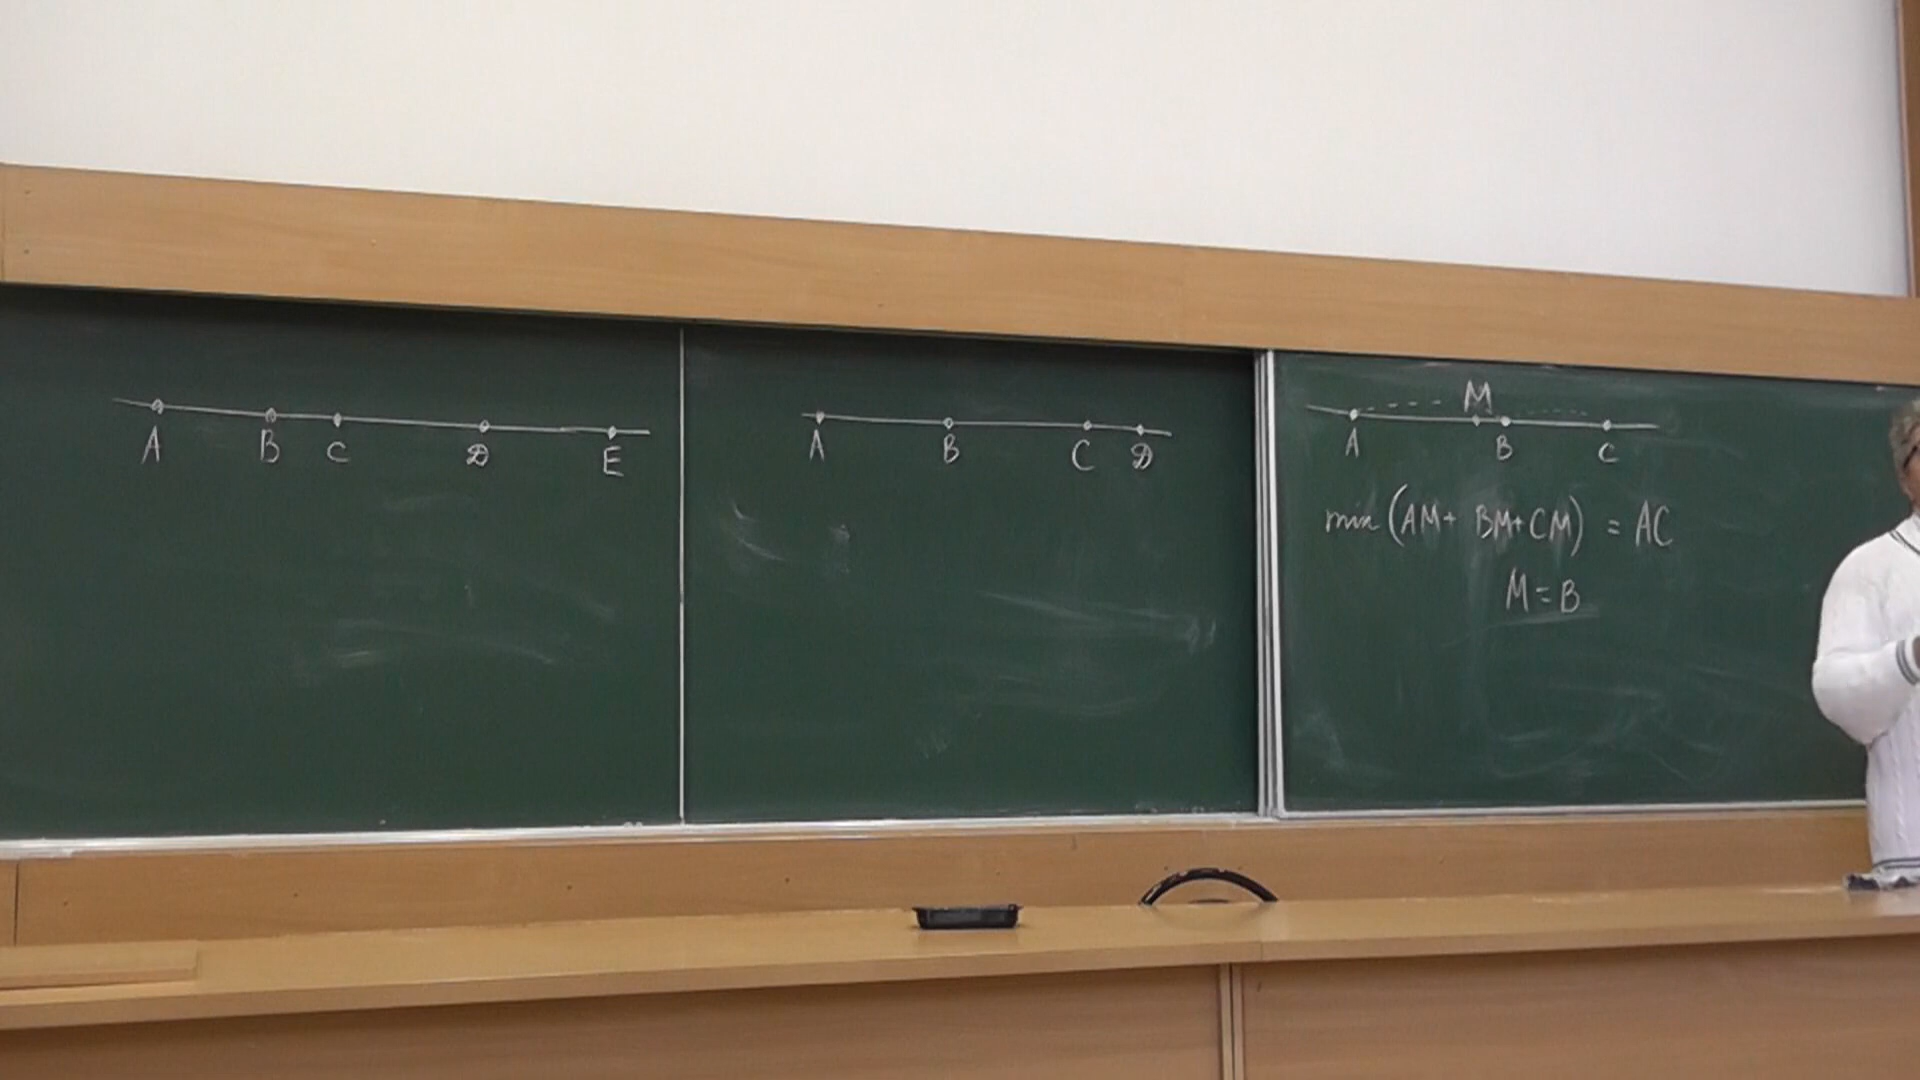 A B C D E
A B C D
M
A B C
min (AM + BM + CM) = AC
M = B